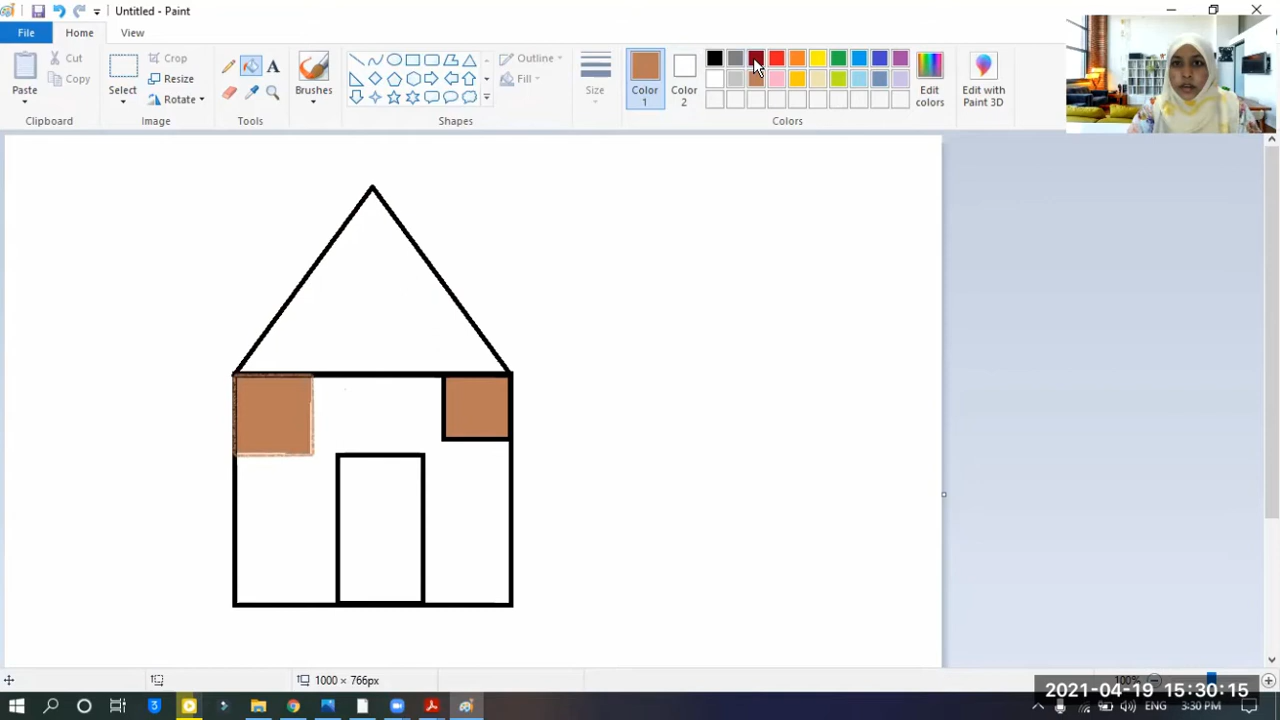 Untitled - Paint
File Home View
Paste
Cut
Copy
Clipboard
Select
Crop
Resize
Rotate
Image
A
Tools
Brushes
Outline
Fill
Shapes
Size
Color 1
Color 2
Edit colors
Colors
Edit with Paint 3D
1000 × 766px
100%
2021-04-19 15:30:15
ENG 3:30 PM